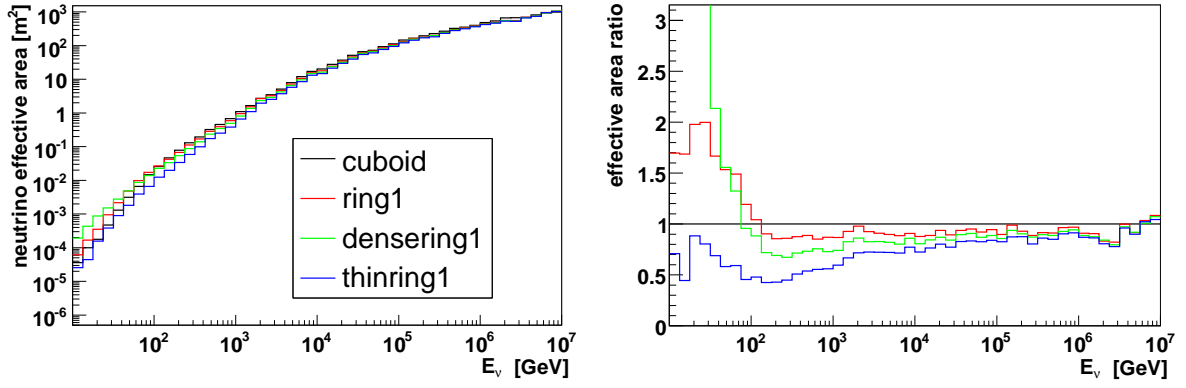 neutrino effective area [m²]
10³
10²
10
1
10⁻¹
10⁻²
10⁻³
10⁻⁴
10⁻⁵
10⁻⁶
cuboid
ring1
densering1
thinring1
10² 10³ 10⁴ 10⁵ 10⁶ 10⁷
E_ν [GeV]
effective area ratio
3
2.5
2
1.5
1
0.5
0
10² 10³ 10⁴ 10⁵ 10⁶ 10⁷
E_ν [GeV]